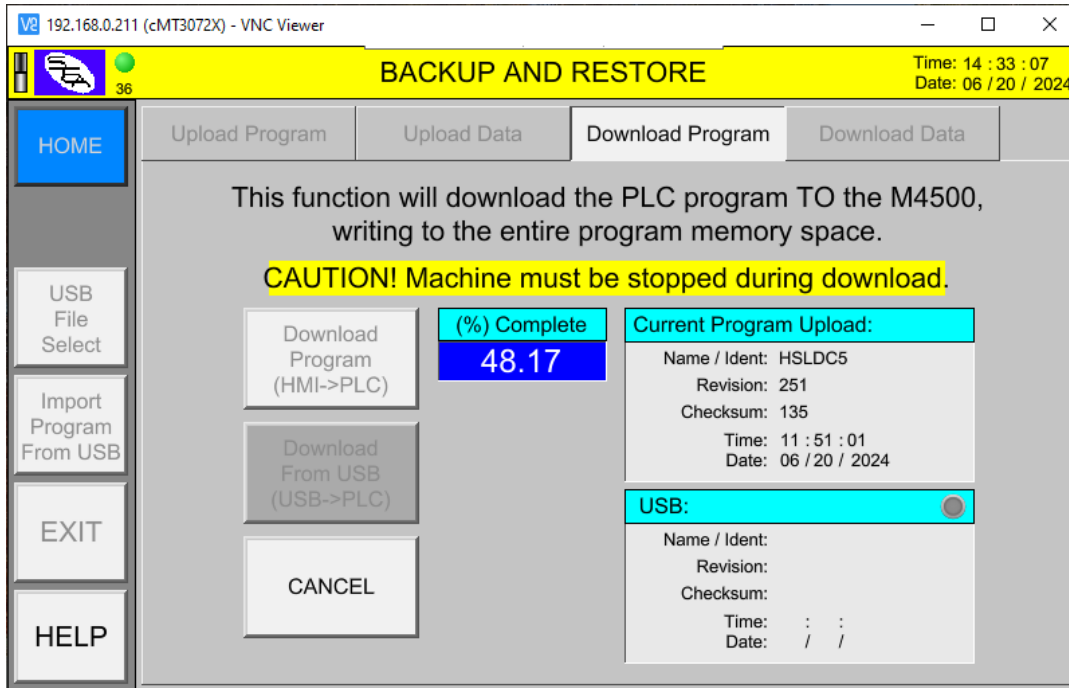 192.168.0.211 (cMT3072X) - VNC Viewer
36
BACKUP AND RESTORE
Time: 14 : 33 : 07
Date: 06 / 20 / 2024
HOME
Upload Program
Upload Data
Download Program
Download Data
This function will download the PLC program TO the M4500,
writing to the entire program memory space.
CAUTION! Machine must be stopped during download.
USB
File
Select
Import
Program
From USB
EXIT
HELP
Download
Program
(HMI->PLC)
Download
From USB
(USB->PLC)
CANCEL
(%) Complete
48.17
Current Program Upload:
Name / Ident: HSLDC5
Revision: 251
Checksum: 135
Time: 11 : 51 : 01
Date: 06 / 20 / 2024
USB:
Name / Ident:
Revision:
Checksum:
Time: : :
Date: / /